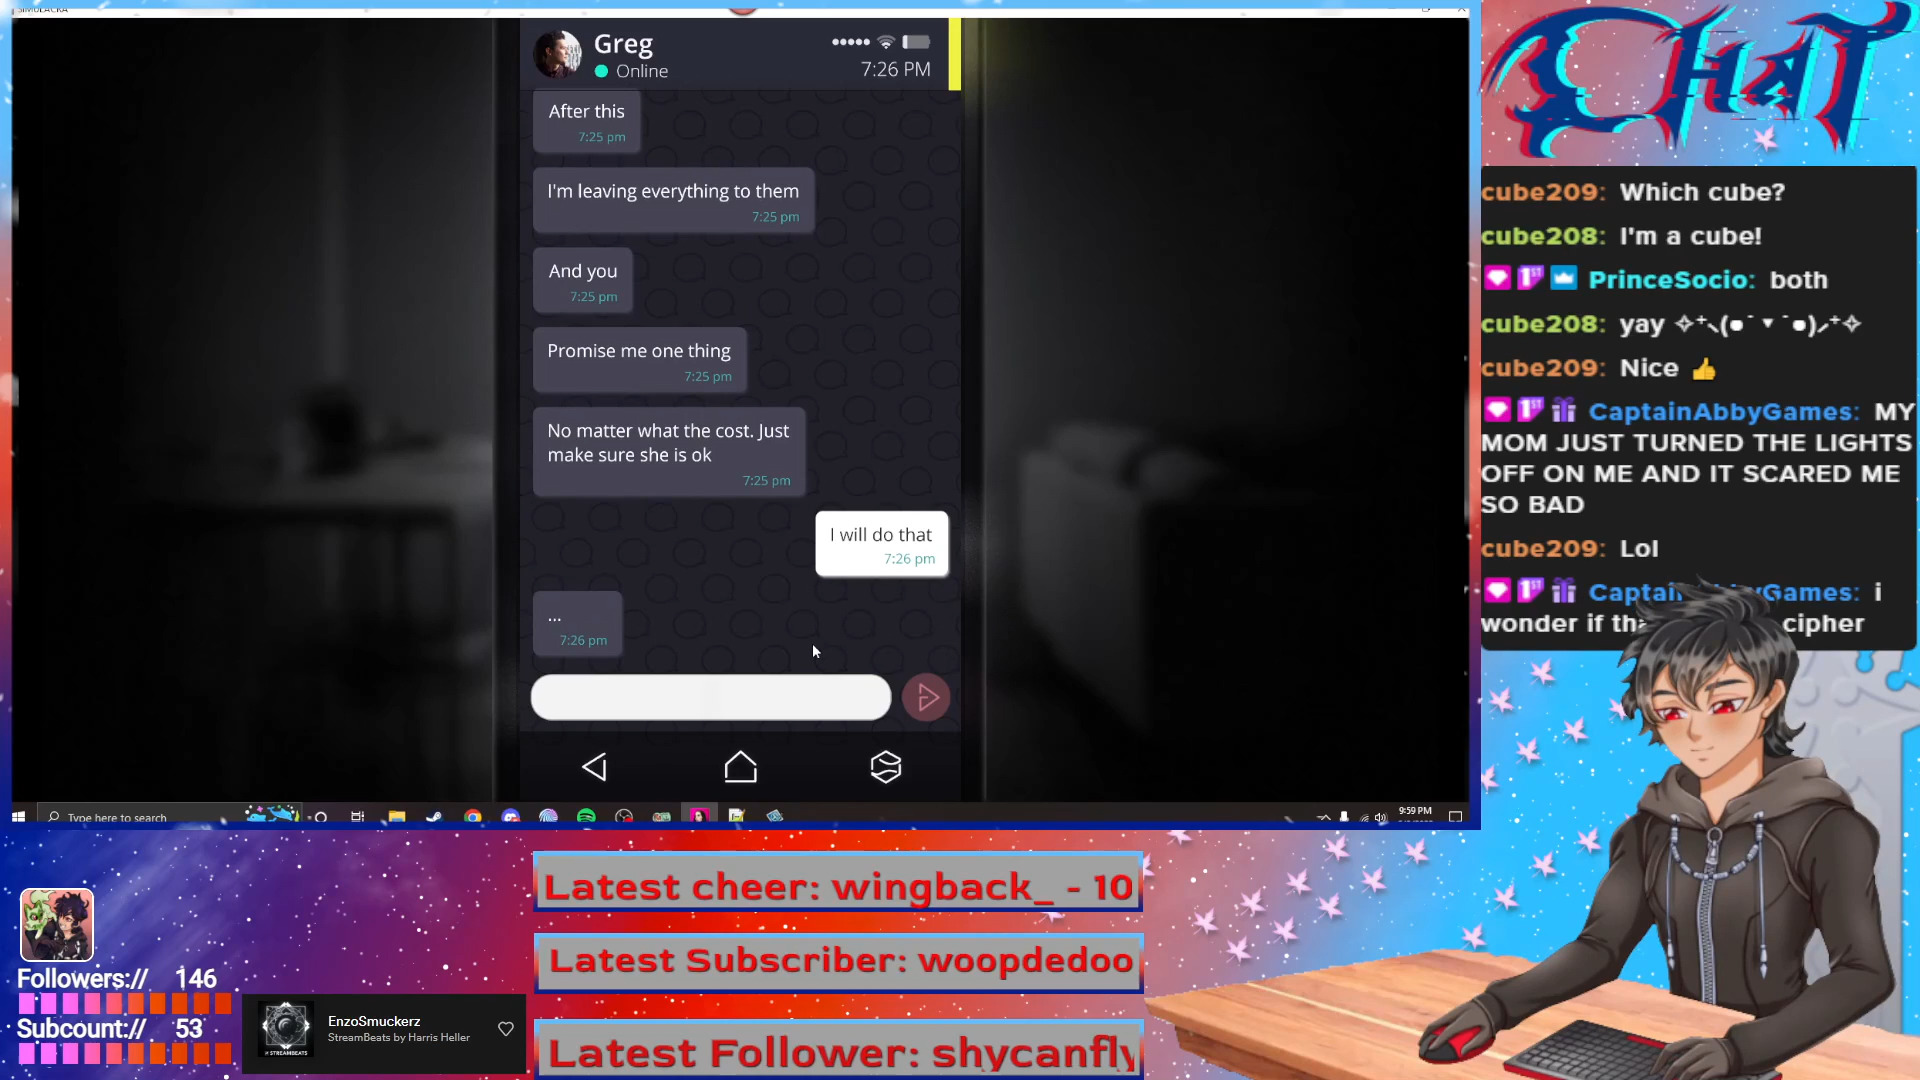 SIMULACRA
Greg
Online
7:26 PM
After this
7:25 pm
I'm leaving everything to them
7:25 pm
And you
7:25 pm
Promise me one thing
7:25 pm
No matter what the cost. Just
make sure she is ok
7:25 pm
I will do that
7:26 pm
...
7:26 pm
Type here to search
9:59 PM
CHAT
cube209: Which cube?
cube208: I'm a cube!
PrinceSocio: both
cube208: yay ✧⁺⸜(●˙▾˙●)⸝⁺✧
cube209: Nice 👍
CaptainAbbyGames: MY
MOM JUST TURNED THE LIGHTS
OFF ON ME AND IT SCARED ME
SO BAD
cube209: Lol
Games: i
wonder if cipher
Followers:// 146
Subcount:// 53
STREAMBEATS
EnzoSmuckerz
StreamBeats by Harris Heller
Latest cheer: wingback_ - 10
Latest Subscriber: woopdedoo
Latest Follower: shycanfly